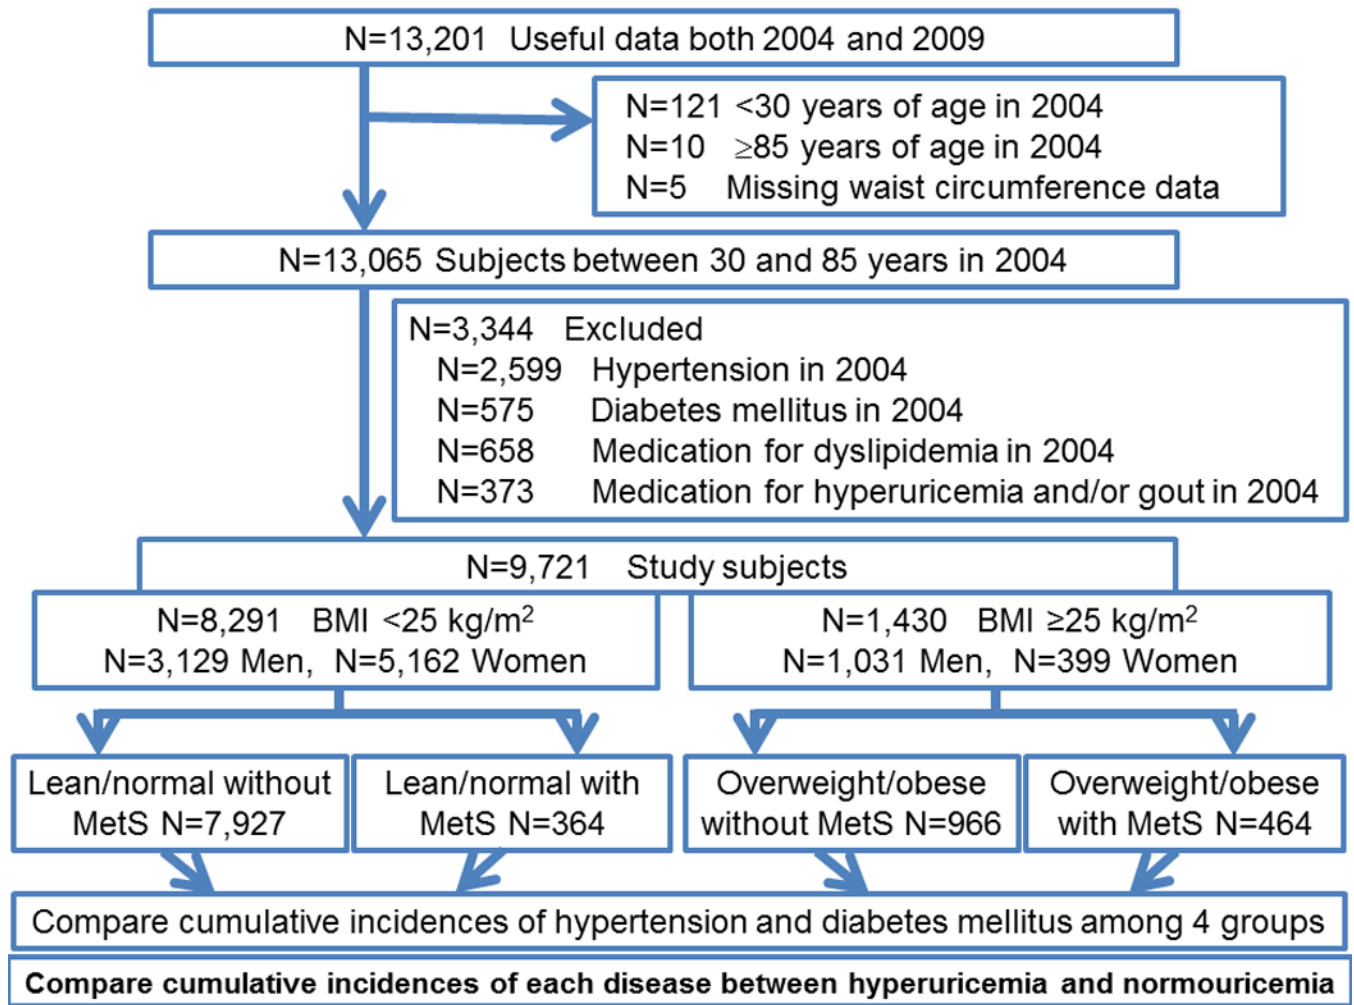 N=13,201 Useful data both 2004 and 2009
N=121 <30 years of age in 2004
N=10 ≥85 years of age in 2004
N=5 Missing waist circumference data
N=13,065 Subjects between 30 and 85 years in 2004
N=3,344 Excluded
N=2,599 Hypertension in 2004
N=575 Diabetes mellitus in 2004
N=658 Medication for dyslipidemia in 2004
N=373 Medication for hyperuricemia and/or gout in 2004
N=9,721 Study subjects
N=8,291 BMI <25 kg/m²
N=3,129 Men, N=5,162 Women
N=1,430 BMI ≥25 kg/m²
N=1,031 Men, N=399 Women
Lean/normal without
MetS N=7,927
Lean/normal with
MetS N=364
Overweight/obese
without MetS N=966
Overweight/obese
with MetS N=464
Compare cumulative incidences of hypertension and diabetes mellitus among 4 groups
Compare cumulative incidences of each disease between hyperuricemia and normouricemia